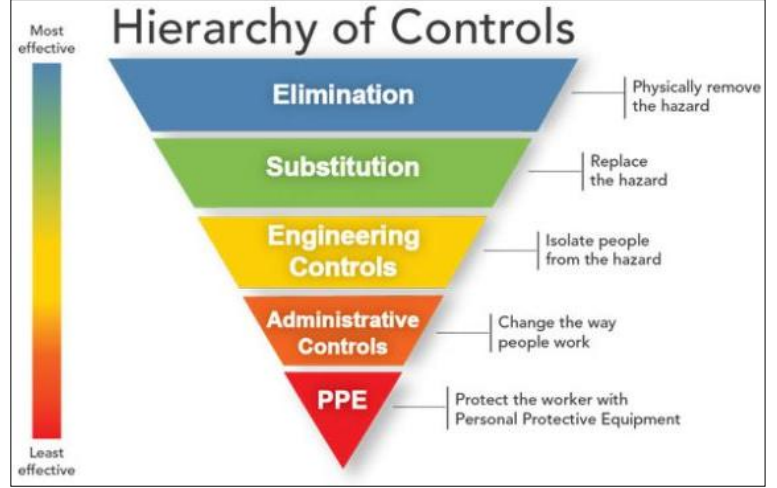 Hierarchy of Controls
Most
effective
Elimination
Physically remove
the hazard
Substitution
Replace
the hazard
Engineering
Controls
Isolate people
from the hazard
Administrative
Controls
Change the way
people work
PPE
Protect the worker with
Personal Protective Equipment
Least
effective